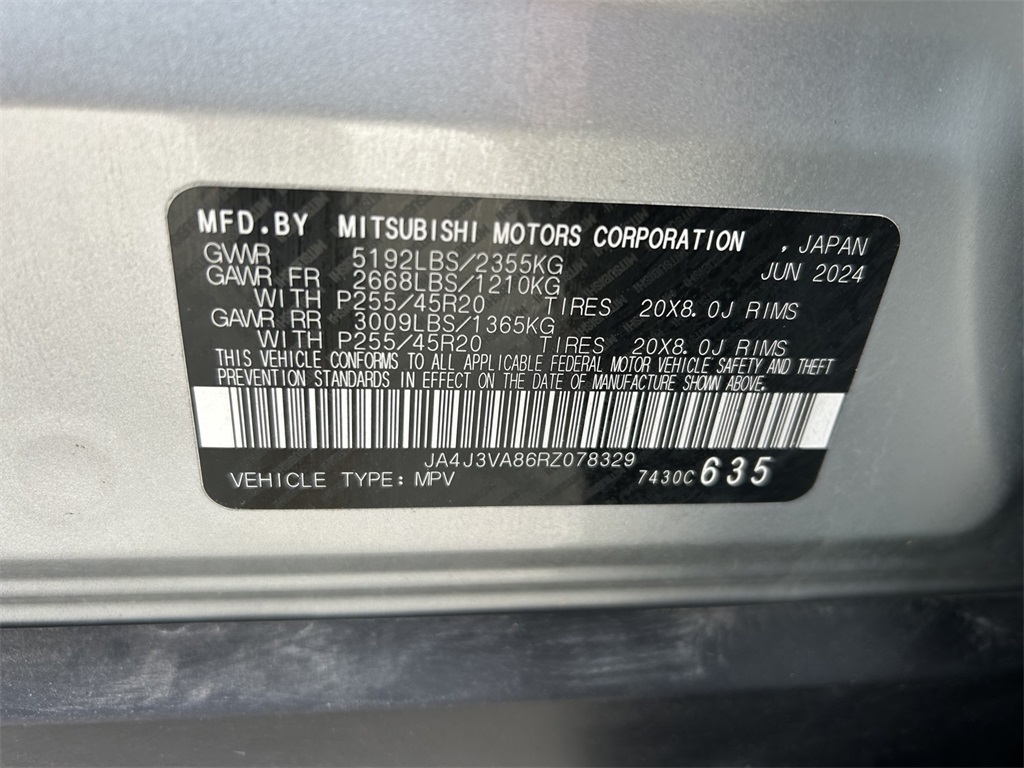 MFD.BY MITSUBISHI MOTORS CORPORATION , JAPAN
GVWR 5192LBS/2355KG JUN 2024
GAWR FR 2668LBS/1210KG
WITH P255/45R20 TIRES 20X8.0J RIMS
GAWR RR 3009LBS/1365KG
WITH P255/45R20 TIRES 20X8.0J RIMS
THIS VEHICLE CONFORMS TO ALL APPLICABLE FEDERAL MOTOR VEHICLE SAFETY AND THEFT
PREVENTION STANDARDS IN EFFECT ON THE DATE OF MANUFACTURE SHOWN ABOVE.
JA4J3VA86RZ078329
VEHICLE TYPE: MPV 7430C 635